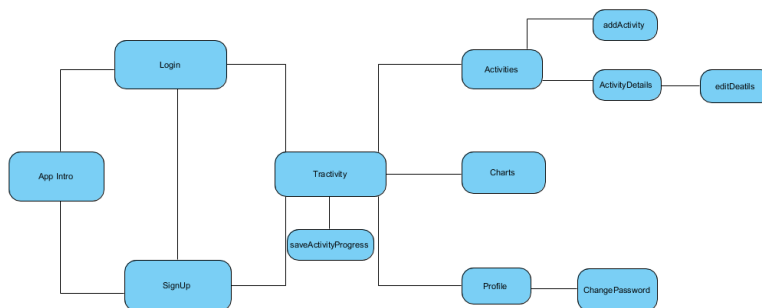 addActivity
Login
Activities
ActivityDetails
editDeatils
App Intro
Tractivity
Charts
saveActivityProgress
SignUp
Profile
ChangePassword